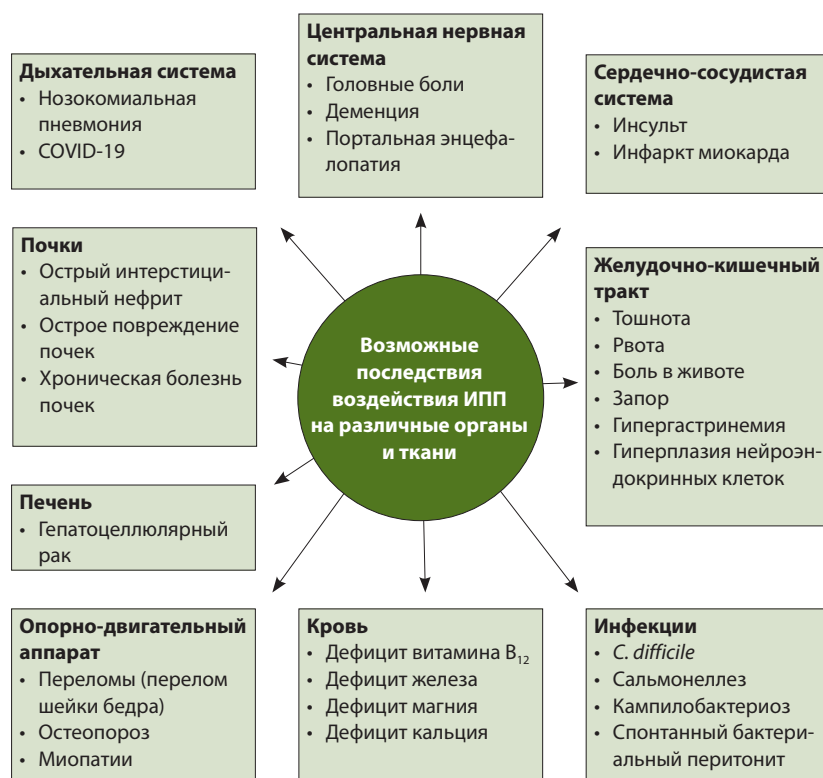 Дыхательная система
• Нозокомиальная
пневмония
• COVID-19
Центральная нервная
система
• Головные боли
• Деменция
• Портальная энцефа-
лопатия
Сердечно-сосудистая
система
• Инсульт
• Инфаркт миокарда
Почки
• Острый интерстици-
альный нефрит
• Острое повреждение
почек
• Хроническая болезнь
почек
Возможные
последствия
воздействия ИПП
на различные органы
и ткани
Желудочно-кишечный
тракт
• Тошнота
• Рвота
• Боль в животе
• Запор
• Гипергастринемия
• Гиперплазия нейроэн-
докринных клеток
Печень
• Гепатоцеллюлярный
рак
Опорно-двигательный
аппарат
• Переломы (перелом
шейки бедра)
• Остеопороз
• Миопатии
Кровь
• Дефицит витамина B₁₂
• Дефицит железа
• Дефицит магния
• Дефицит кальция
Инфекции
• C. difficile
• Сальмонеллез
• Кампилобактериоз
• Спонтанный бактери-
альный перитонит